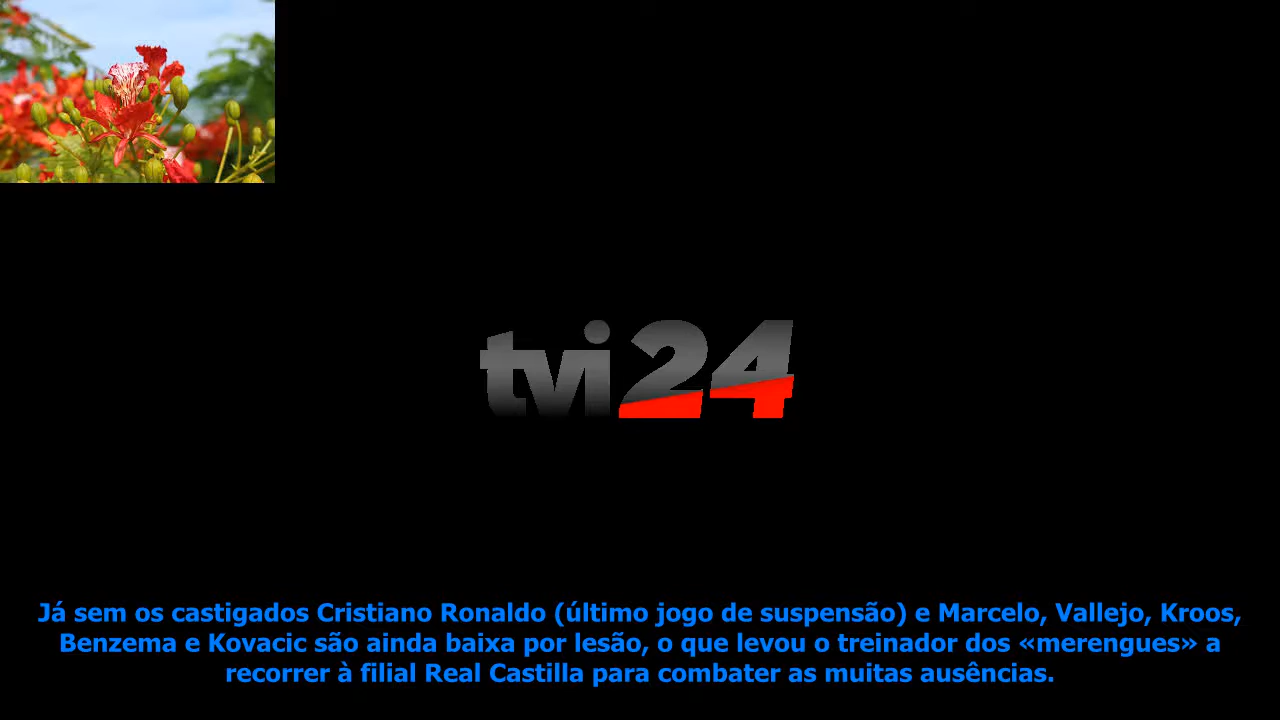 tvi24
Já sem os castigados Cristiano Ronaldo (último jogo de suspensão) e Marcelo, Vallejo, Kroos,
Benzema e Kovacic são ainda baixa por lesão, o que levou o treinador dos «merengues» a
recorrer à filial Real Castilla para combater as muitas ausências.